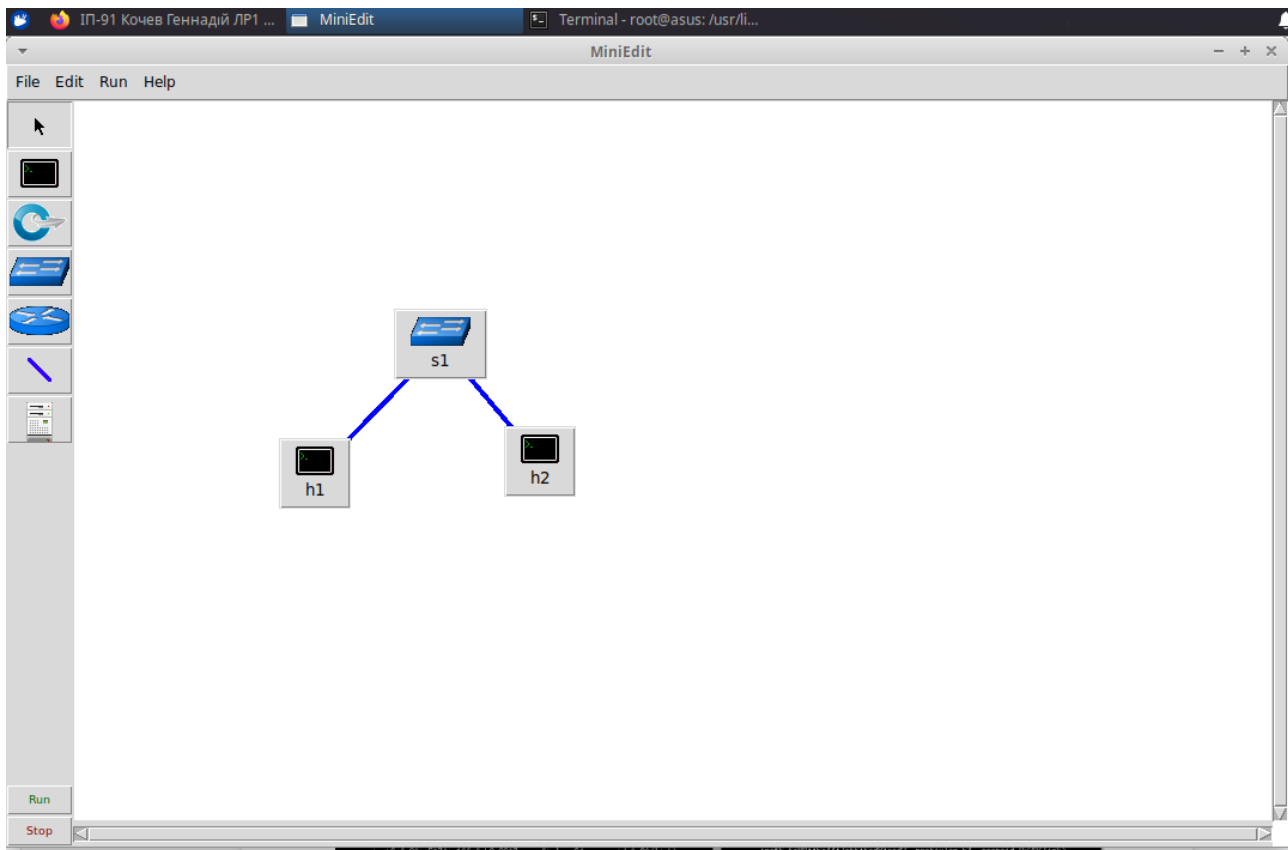 ІП-91 Кочев Геннадій ЛР1 ... MiniEdit Terminal - root@asus: /usr/li...
MiniEdit
File Edit Run Help
s1
h1
h2
Run
Stop